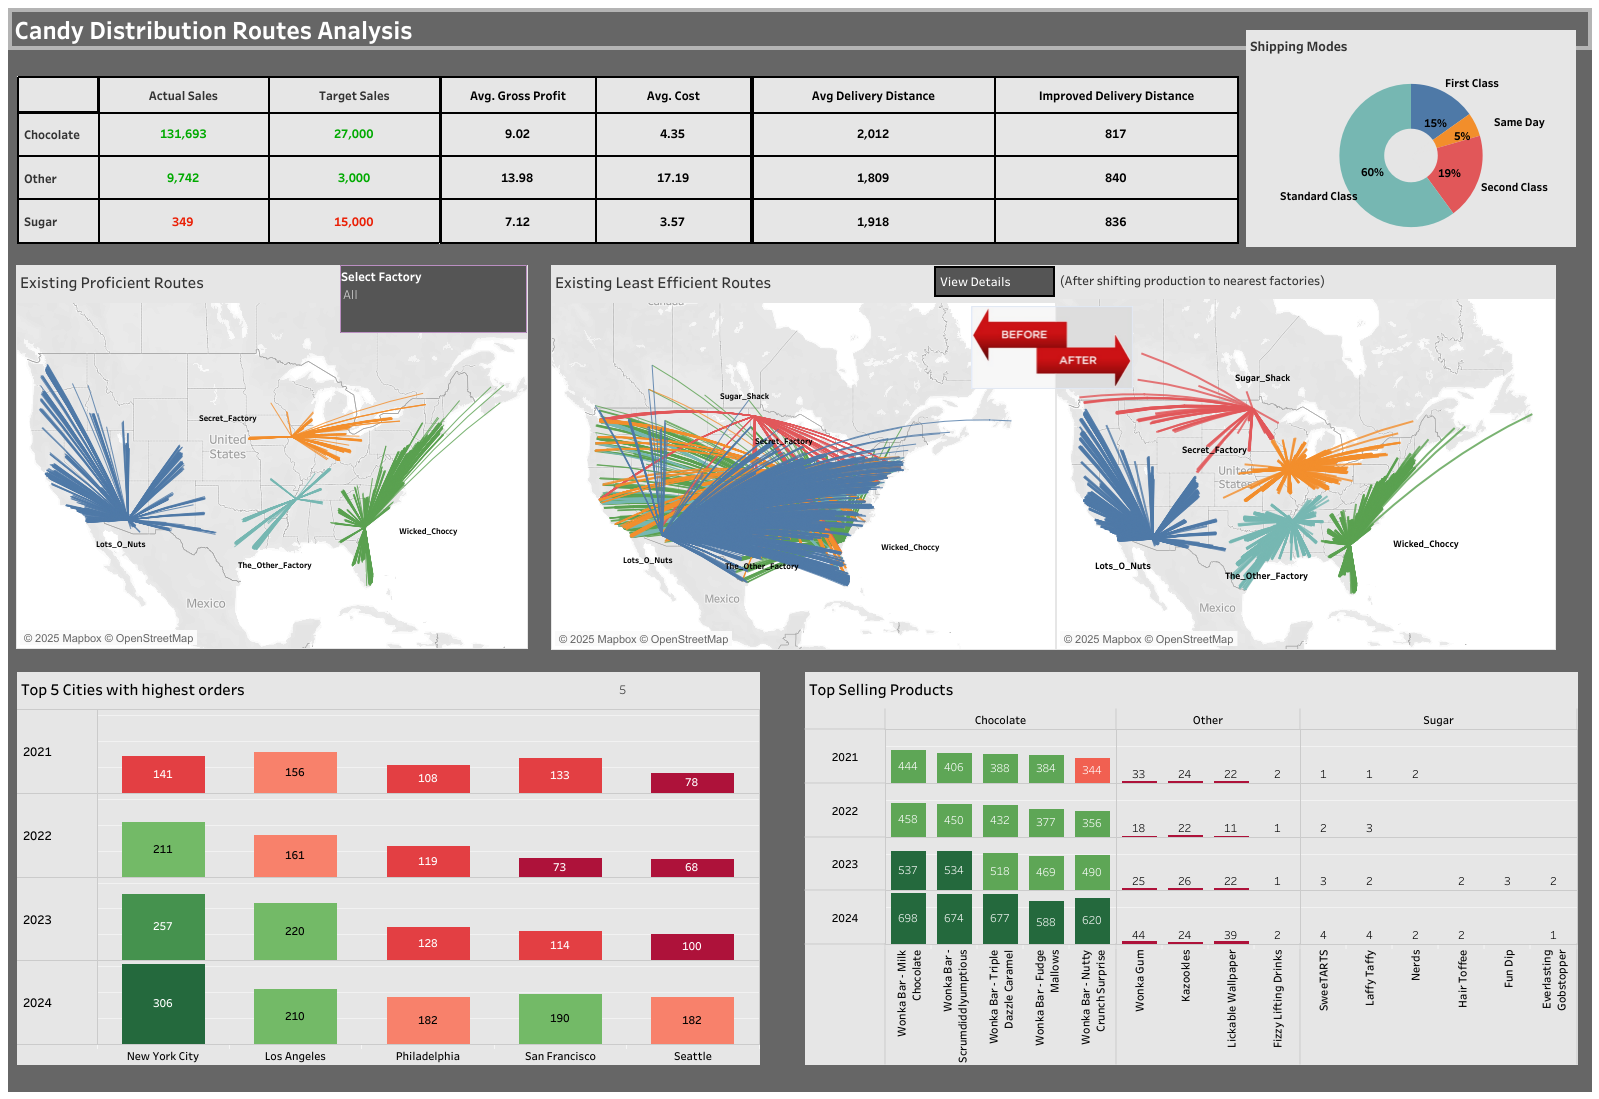 Candy Distribution Routes Analysis
Shipping Modes
Actual Sales Target Sales Avg. Gross Profit Avg. Cost Avg Delivery Distance Improved Delivery Distance
Chocolate 131,693 27,000 9.02 4.35 2,012 817
Other 9,742 3,000 13.98 17.19 1,809 840
Sugar 349 15,000 7.12 3.57 1,918 836
First Class
15%
Same Day
5%
Second Class
19%
Standard Class
60%
Existing Proficient Routes
Select Factory
All
Secret_Factory
United
States
Wicked_Choccy
Lots_O_Nuts
The_Other_Factory
Mexico
© 2025 Mapbox © OpenStreetMap
Existing Least Efficient Routes
View Details
(After shifting production to nearest factories)
Canada
BEFORE
AFTER
Sugar_Shack
Secret_Factory
Wicked_Choccy
Lots_O_Nuts
The_Other_Factory
Mexico
© 2025 Mapbox © OpenStreetMap
Sugar_Shack
Secret_Factory
United
States
Wicked_Choccy
Lots_O_Nuts
The_Other_Factory
Mexico
© 2025 Mapbox © OpenStreetMap
Top 5 Cities with highest orders 5
2021 141 156 108 133 78
2022 211 161 119 73 68
2023 257 220 128 114 100
2024 306 210 182 190 182
New York City Los Angeles Philadelphia San Francisco Seattle
Top Selling Products
Chocolate Other Sugar
2021 444 406 388 384 344 33 24 22 2 1 1 2
2022 458 450 432 377 356 18 22 11 1 2 3
2023 537 534 518 469 490 25 26 22 1 3 2 2 3 2
2024 698 674 677 588 620 44 24 39 2 4 4 2 2 1
Wonka Bar - Milk
Chocolate
Wonka Bar -
Scrumdiddlyumptious
Wonka Bar - Triple
Dazzle Caramel
Wonka Bar - Fudge
Mallows
Wonka Bar - Nutty
Crunch Surprise
Wonka Gum
Kazookles
Lickable Wallpaper
Fizzy Lifting Drinks
SweeTARTS
Laffy Taffy
Nerds
Hair Toffee
Fun Dip
Everlasting
Gobstopper